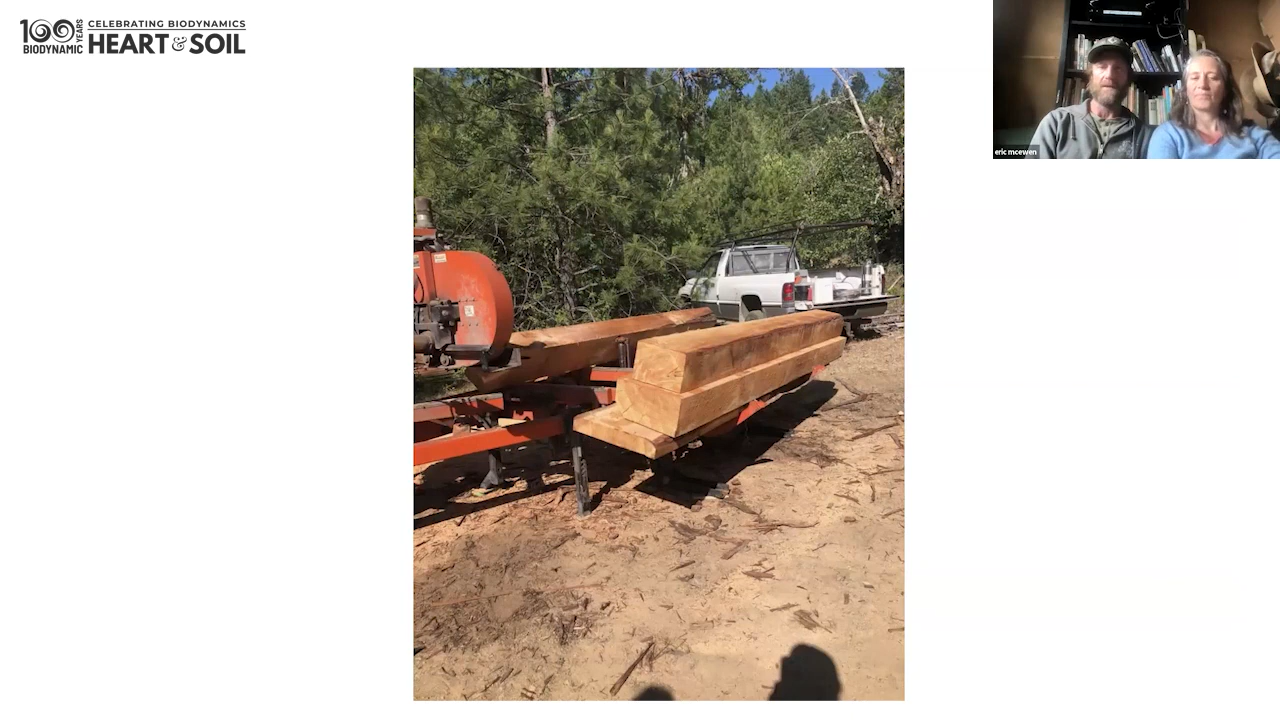 100 YEARS
BIODYNAMIC
CELEBRATING BIODYNAMICS
HEART & SOIL
eric mcewen